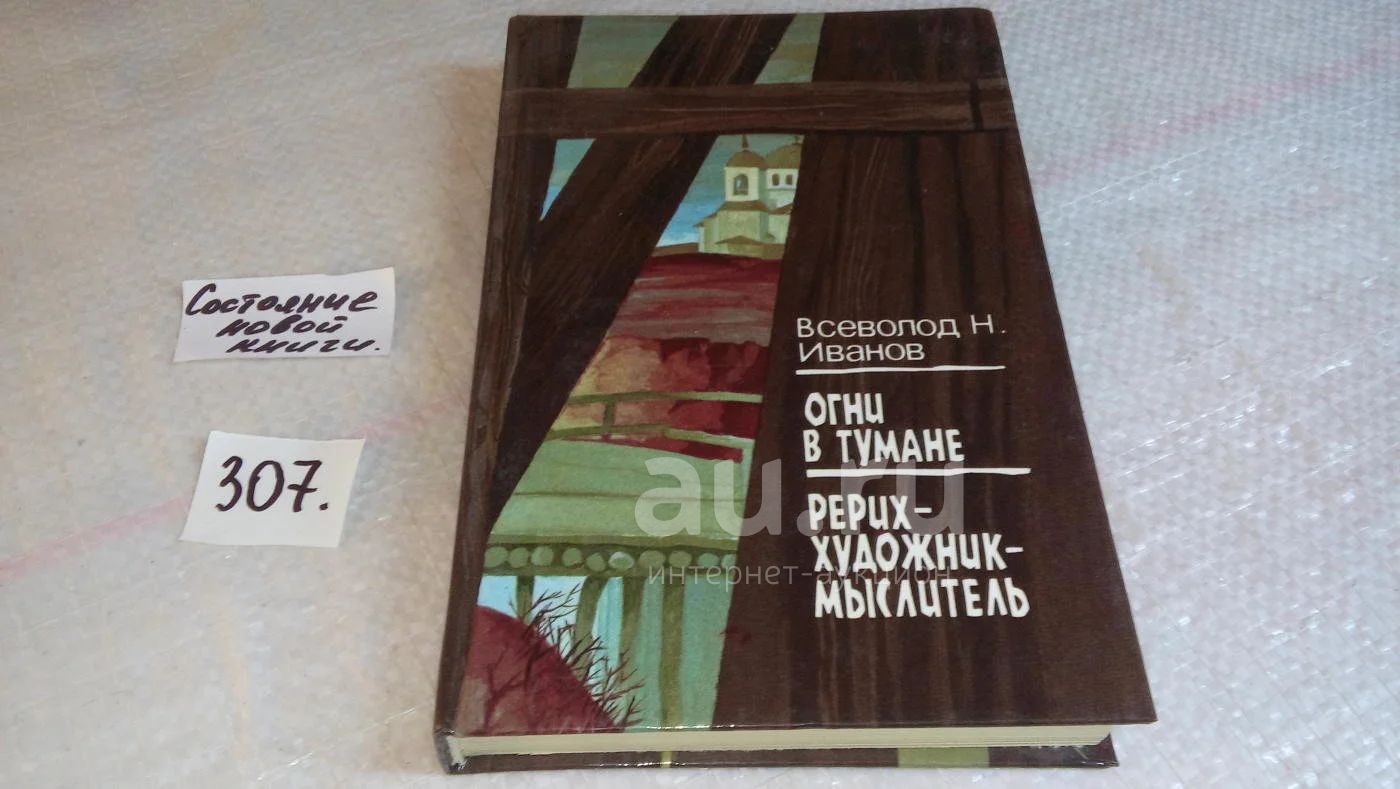 Состояние
новой
книги.
307.
Всеволод Н.
Иванов
ОГНИ
В ТУМАНЕ
РЕРИХ-
ХУДОЖНИК-
МЫСЛИТЕЛЬ
au.ru
интернет-аукцион